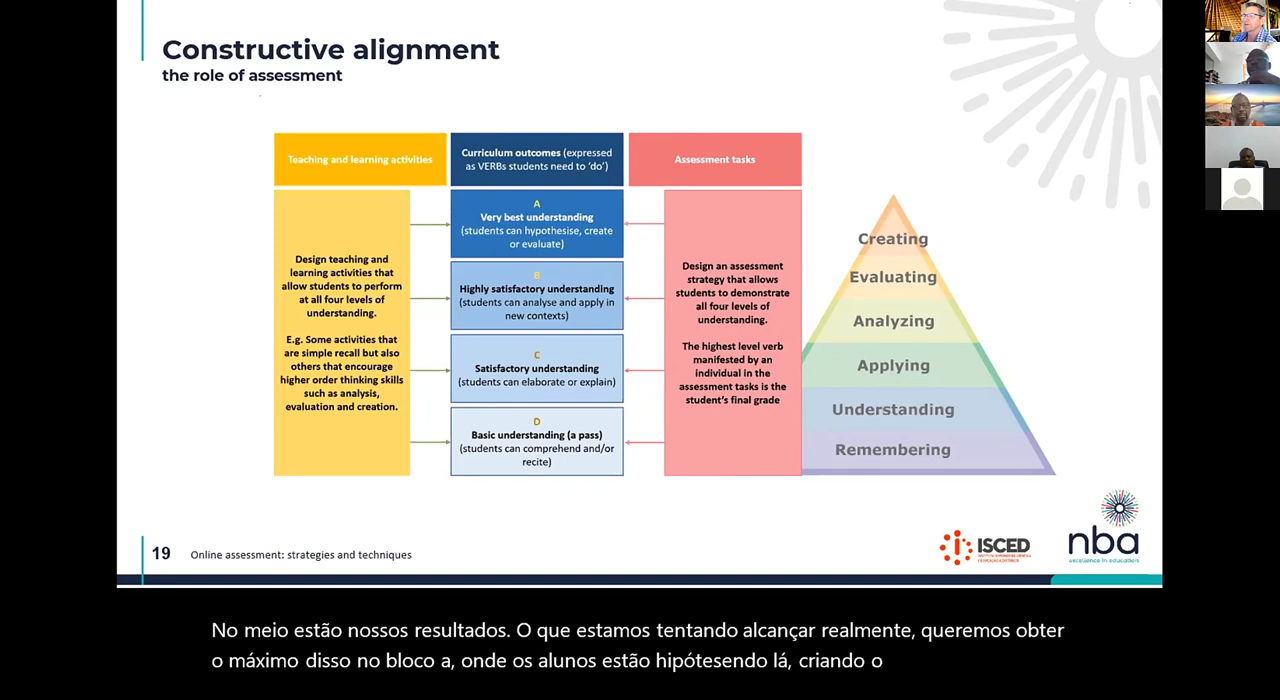 Constructive alignment
the role of assessment
Teaching and learning activities
Curriculum outcomes (expressed
as VERBs students need to 'do')
Assessment tasks
Design teaching and
learning activities that
allow students to perform
at all four levels of
understanding.
E.g. Some activities that
are simple recall but also
others that encourage
higher order thinking skills
such as analysis,
evaluation and creation.
A
Very best understanding
(students can hypothesise, create
or evaluate)
B
Highly satisfactory understanding
(students can analyse and apply in
new contexts)
C
Satisfactory understanding
(students can elaborate or explain)
D
Basic understanding (a pass)
(students can comprehend and/or
recite)
Design an assessment
strategy that allows
students to demonstrate
all four levels of
understanding.
The highest level verb
manifested by an
individual in the
assessment tasks is the
student's final grade
Creating
Evaluating
Analyzing
Applying
Understanding
Remembering
19 Online assessment: strategies and techniques
ISCED
nba
excellence in education
No meio estão nossos resultados. O que estamos tentando alcançar realmente, queremos obter
o máximo disso no bloco a, onde os alunos estão hipótesendo lá, criando o